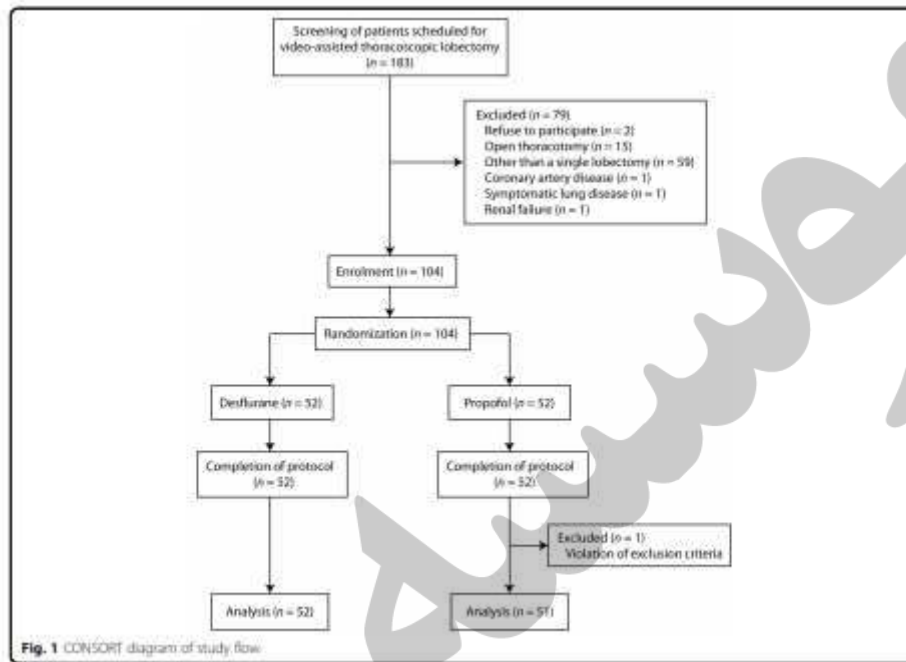 Screening of patients scheduled for
video-assisted thoracoscopic lobectomy
(n = 183)
Excluded (n = 79)
Refuse to participate (n = 2)
Open thoracotomy (n = 15)
Other than a single lobectomy (n = 59)
Coronary artery disease (n = 1)
Symptomatic lung disease (n = 1)
Renal failure (n = 1)
Enrolment (n = 104)
Randomization (n = 104)
Desflurane (n = 52)
Propofol (n = 52)
Completion of protocol
(n = 52)
Completion of protocol
(n = 52)
Excluded (n = 1)
Violation of exclusion criteria
Analysis (n = 52)
Analysis (n = 51)
Fig. 1 CONSORT diagram of study flow